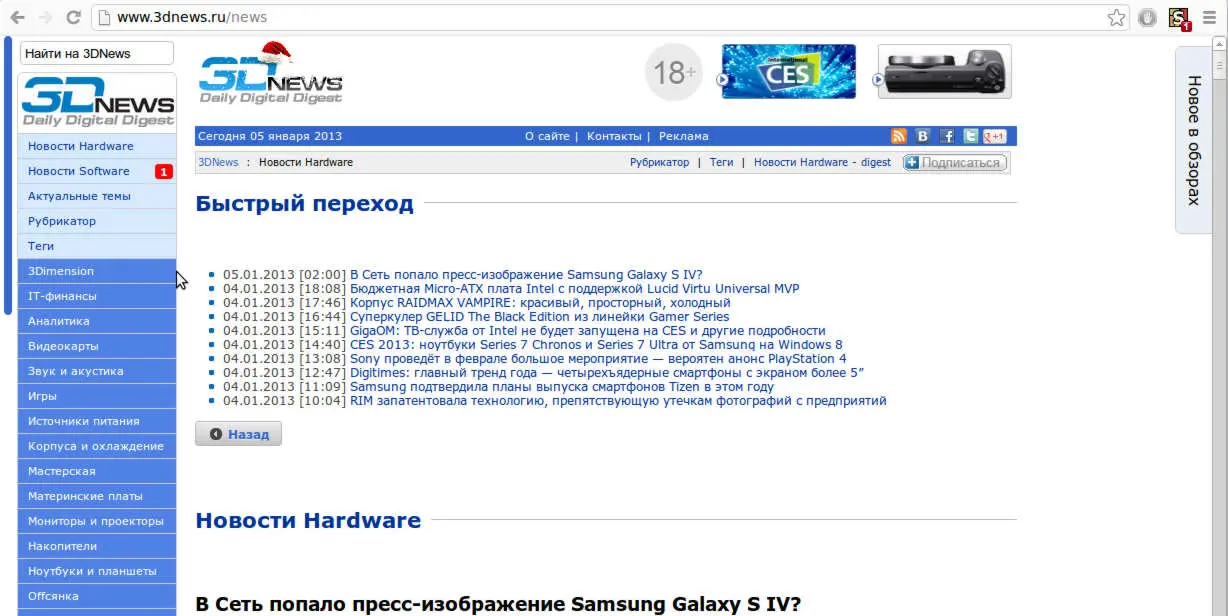 www.3dnews.ru/news
1
Найти на 3DNews
3DNEWS
Daily Digital Digest
Новости Hardware
Новости Software 1
Актуальные темы
Рубрикатор
Теги
3Dimension
IT-финансы
Аналитика
Видеокарты
Звук и акустика
Игры
Источники питания
Корпуса и охлаждение
Мастерская
Материнские платы
Мониторы и проекторы
Накопители
Ноутбуки и планшеты
Offсянка
3DNEWS
Daily Digital Digest
18+
International
CES
Сегодня 05 января 2013 О сайте | Контакты | Реклама
3DNews : Новости Hardware Рубрикатор | Теги | Новости Hardware - digest Подписаться
Быстрый переход
05.01.2013 [02:00] В Сеть попало пресс-изображение Samsung Galaxy S IV?
04.01.2013 [18:08] Бюджетная Micro-ATX плата Intel с поддержкой Lucid Virtu Universal MVP
04.01.2013 [17:46] Корпус RAIDMAX VAMPIRE: красивый, просторный, холодный
04.01.2013 [16:44] Суперкулер GELID The Black Edition из линейки Gamer Series
04.01.2013 [15:11] GigaOM: ТВ-служба от Intel не будет запущена на CES и другие подробности
04.01.2013 [14:40] CES 2013: ноутбуки Series 7 Chronos и Series 7 Ultra от Samsung на Windows 8
04.01.2013 [13:08] Sony проведёт в феврале большое мероприятие — вероятен анонс PlayStation 4
04.01.2013 [12:47] Digitimes: главный тренд года — четырехъядерные смартфоны с экраном более 5”
04.01.2013 [11:09] Samsung подтвердила планы выпуска смартфонов Tizen в этом году
04.01.2013 [10:04] RIM запатентовала технологию, препятствующую утечкам фотографий с предприятий
Назад
Новости Hardware
В Сеть попало пресс-изображение Samsung Galaxy S IV?
Новое в обзорах